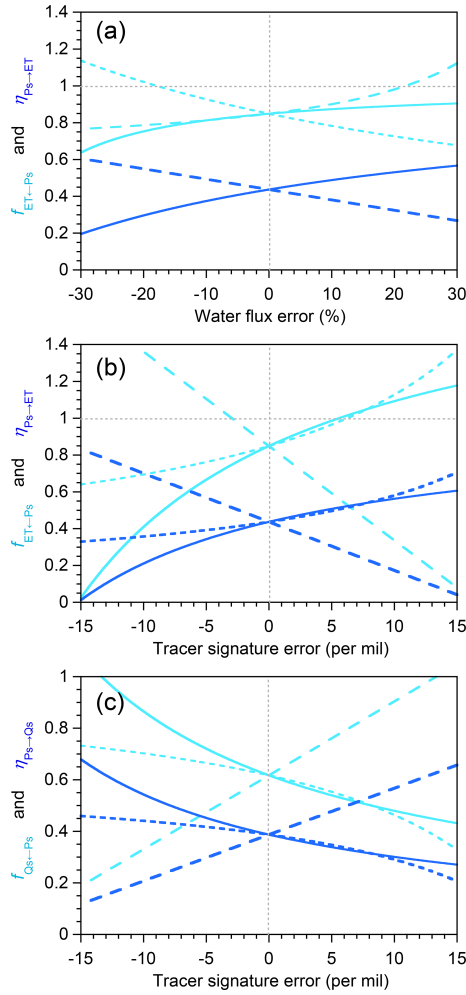 (a)
f ET←Ps and ηPs→ET
1.4
1.2
1
0.8
0.6
0.4
0.2
0
-30 -20 -10 0 10 20 30
Water flux error (%)
(b)
f ET←Ps and ηPs→ET
1.4
1.2
1
0.8
0.6
0.4
0.2
0
-15 -10 -5 0 5 10 15
Tracer signature error (per mil)
(c)
f Qs←Ps and ηPs→Qs
1
0.8
0.6
0.4
0.2
0
-15 -10 -5 0 5 10 15
Tracer signature error (per mil)